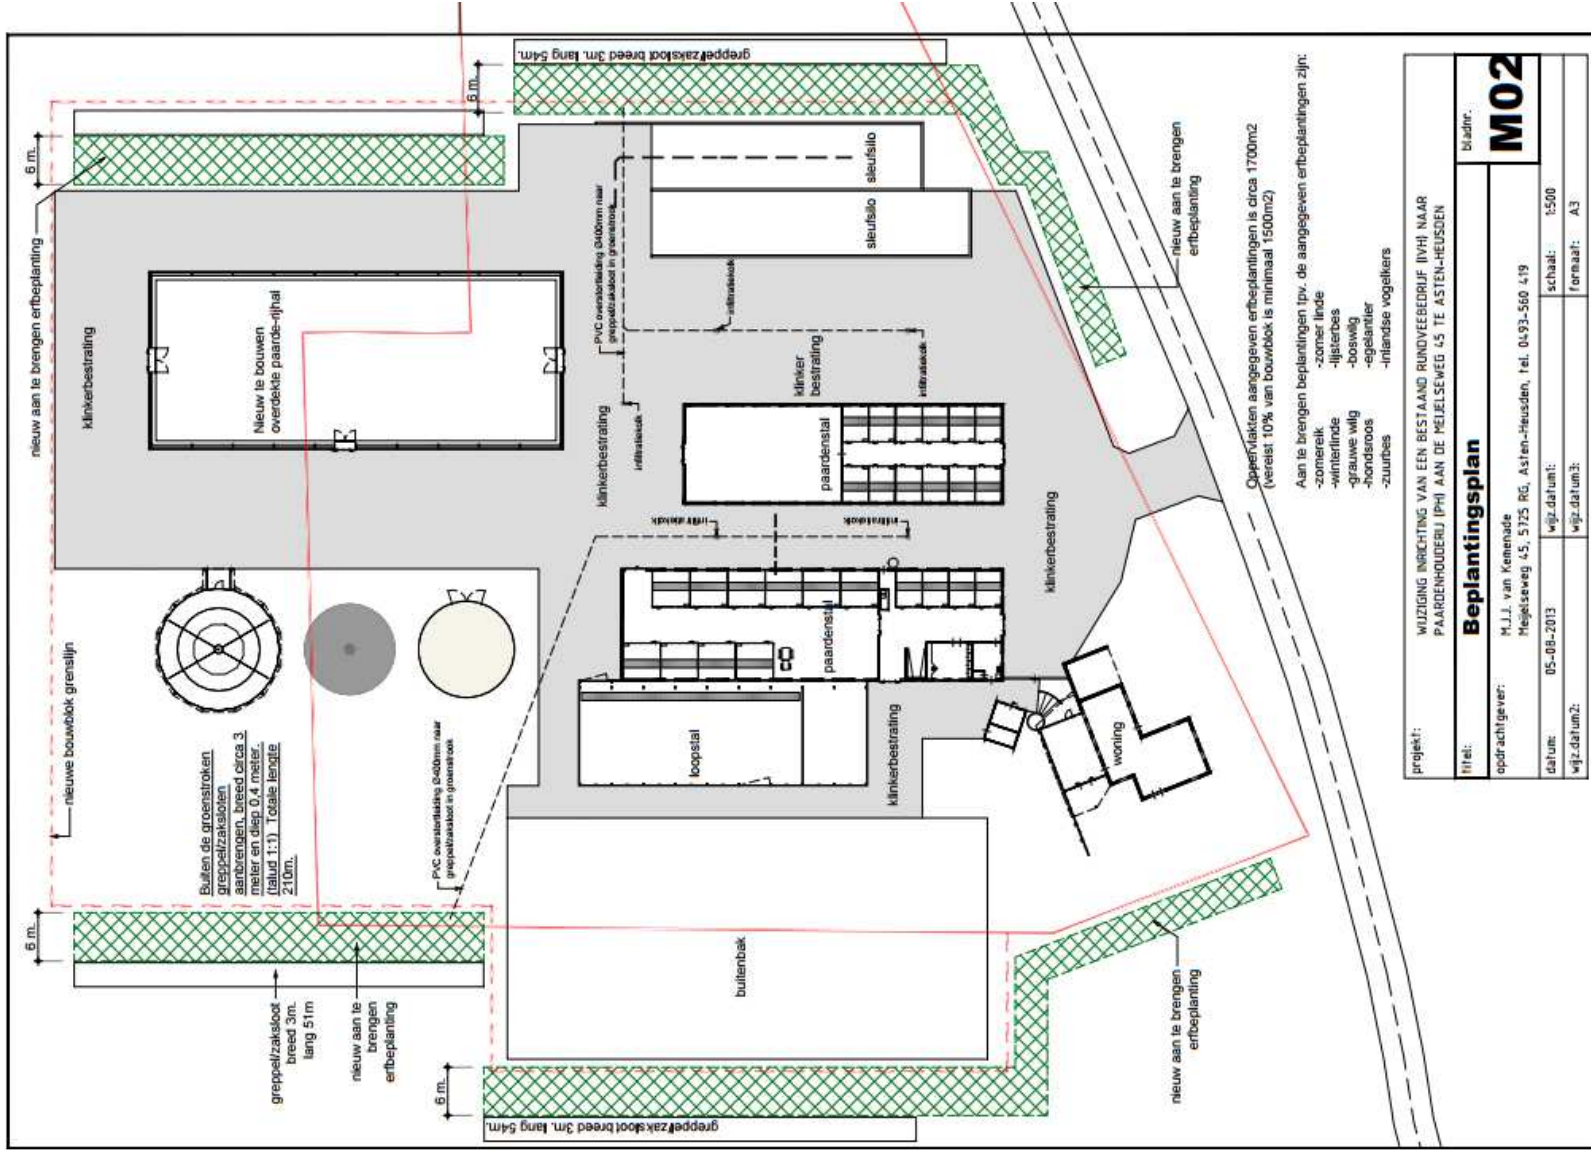 greppel/zaksloot breed 3m. lang 54m.
6 m.
6 m.
nieuw aan te brengen erfbeplanting
klinkerbestrating
Nieuw te bouwen
overdekte paarde-rijhal
PVC overstortleiding Ø400mm naar
greppel/zaksloot in groenstrook
sleufsilo
sleufsilo
infiltratiekolk
infiltratiekolk
infiltratiekolk
klinker
bestrating
klinkerbestrating
paardenstal
infiltratiekolk
infiltratiekolk
klinkerbestrating
nieuw aan te brengen
erfbeplanting
nieuwe bouwblok grenslijn
Buiten de groenstroken
greppel/zaksloten
aanbrengen, breed circa 3
meter en diep 0,4 meter.
(talud 1:1) Totale lengte
210m.
PVC overstortleiding Ø400mm naar
greppel/zaksloot in groenstrook
paardenstal
loopstal
klinkerbestrating
woning
6 m.
greppel/zaksloot
breed 3m.
lang 51m
nieuw aan te
brengen
erfbeplanting
buitenbak
6 m.
greppel/zaksloot breed 3m. lang 54m.
nieuw aan te brengen
erfbeplanting
Oppervlakten aangegeven erfbeplantingen is circa 1700m2
(vereist 10% van bouwblok is minimaal 1500m2)
Aan te brengen beplantingen tpv. de aangegeven erfbeplantingen zijn:
-zomereik -zomer linde
-winterlinde -lijsterbes
-grauwe wilg -boswilg
-hondsroos -egelantier
-zuurbes -inlandse vogelkers
projekt: WIJZIGING INRICHTING VAN EEN BESTAAND RUNDVEEBEDRIJF (IVH) NAAR
PAARDENHOUDERIJ (PH) AAN DE MEIJELSEWEG 45 TE ASTEN-HEUSDEN
titel: Beplantingsplan
bladnr. M02
opdrachtgever: M.J.J. van Kemenade
Meijelseweg 45, 5725 RG, Asten-Heusden, tel. 0493-560 419
datum: 05-08-2013 wijz.datum1: schaal: 1:500
wijz.datum2: wijz.datum3: formaat: A3